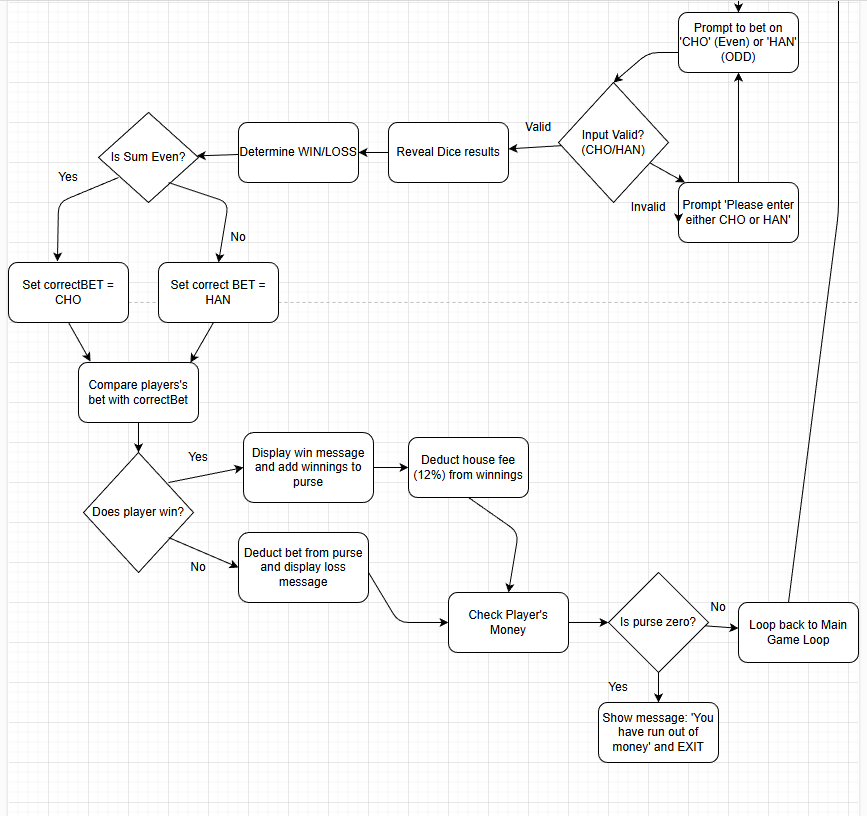 Prompt to bet on
'CHO' (Even) or 'HAN'
(ODD)
Input Valid?
(CHO/HAN)
Valid
Invalid
Prompt 'Please enter
either CHO or HAN'
Reveal Dice results
Determine WIN/LOSS
Is Sum Even?
Yes
No
Set correctBET =
CHO
Set correct BET =
HAN
Compare players's
bet with correctBet
Does player win?
Yes
No
Display win message
and add winnings to
purse
Deduct house fee
(12%) from winnings
Deduct bet from purse
and display loss
message
Check Player's
Money
Is purse zero?
No
Yes
Loop back to Main
Game Loop
Show message: 'You
have run out of
money' and EXIT